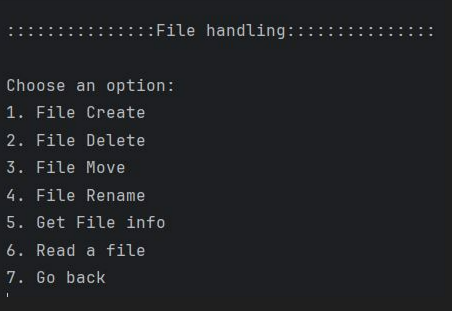 :::::::::::::::File handling:::::::::::::::
Choose an option:
1. File Create
2. File Delete
3. File Move
4. File Rename
5. Get File info
6. Read a file
7. Go back